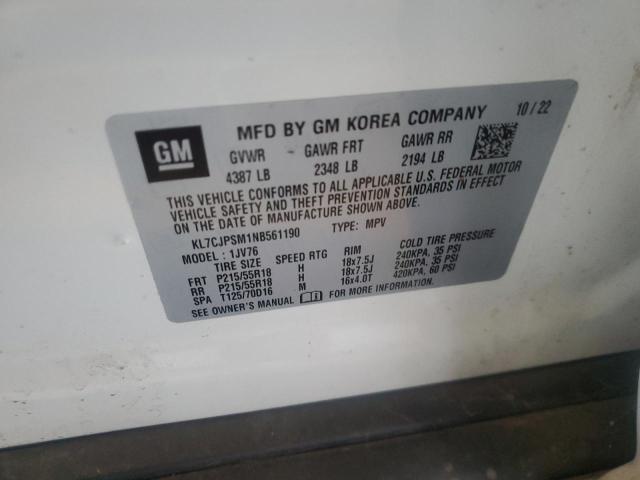 GM
MFD BY GM KOREA COMPANY 10/22
GVWR GAWR FRT GAWR RR
4387 LB 2348 LB 2194 LB
THIS VEHICLE CONFORMS TO ALL APPLICABLE U.S. FEDERAL MOTOR
VEHICLE SAFETY AND THEFT PREVENTION STANDARDS IN EFFECT
ON THE DATE OF MANUFACTURE SHOWN ABOVE.
KL7CJPSM1NB561190 TYPE: MPV
MODEL: 1JV76
TIRE SIZE SPEED RTG RIM COLD TIRE PRESSURE
FRT P215/55R18 H 18x7.5J 240KPA, 35 PSI
RR P215/55R18 H 18x7.5J 240KPA, 35 PSI
SPA T125/70D16 M 16x4.0T 420KPA, 60 PSI
SEE OWNER'S MANUAL FOR MORE INFORMATION.